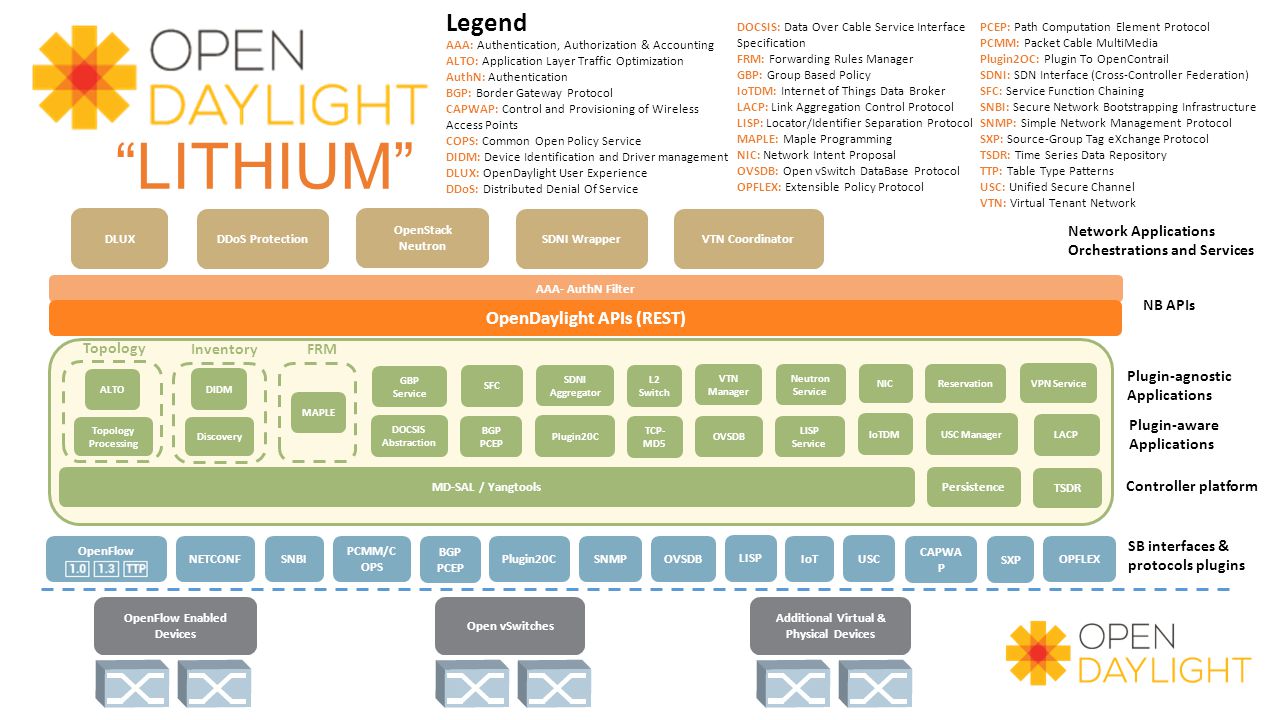 OPEN
DAYLIGHT
“LITHIUM”
Legend
AAA: Authentication, Authorization & Accounting
ALTO: Application Layer Traffic Optimization
AuthN: Authentication
BGP: Border Gateway Protocol
CAPWAP: Control and Provisioning of Wireless
Access Points
COPS: Common Open Policy Service
DIDM: Device Identification and Driver management
DLUX: OpenDaylight User Experience
DDoS: Distributed Denial Of Service
DOCSIS: Data Over Cable Service Interface
Specification
FRM: Forwarding Rules Manager
GBP: Group Based Policy
IoTDM: Internet of Things Data Broker
LACP: Link Aggregation Control Protocol
LISP: Locator/Identifier Separation Protocol
MAPLE: Maple Programming
NIC: Network Intent Proposal
OVSDB: Open vSwitch DataBase Protocol
OPFLEX: Extensible Policy Protocol
PCEP: Path Computation Element Protocol
PCMM: Packet Cable MultiMedia
Plugin2OC: Plugin To OpenContrail
SDNI: SDN Interface (Cross-Controller Federation)
SFC: Service Function Chaining
SNBI: Secure Network Bootstrapping Infrastructure
SNMP: Simple Network Management Protocol
SXP: Source-Group Tag eXchange Protocol
TSDR: Time Series Data Repository
TTP: Table Type Patterns
USC: Unified Secure Channel
VTN: Virtual Tenant Network
DLUX
DDoS Protection
OpenStack
Neutron
SDNI Wrapper
VTN Coordinator
Network Applications
Orchestrations and Services
AAA- AuthN Filter
OpenDaylight APIs (REST)
NB APIs
Topology
Inventory
FRM
ALTO
DIDM
MAPLE
GBP
Service
SFC
SDNI
Aggregator
L2
Switch
VTN
Manager
Neutron
Service
NIC
Reservation
VPN Service
Plugin-agnostic
Applications
Topology
Processing
Discovery
DOCSIS
Abstraction
BGP
PCEP
Plugin20C
TCP-
MD5
OVSDB
LISP
Service
IoTDM
USC Manager
LACP
Plugin-aware
Applications
MD-SAL / Yangtools
Persistence
TSDR
Controller platform
OpenFlow
1.0 1.3 TTP
NETCONF
SNBI
PCMM/C
OPS
BGP
PCEP
Plugin20C
SNMP
OVSDB
LISP
IoT
USC
CAPWA
P
SXP
OPFLEX
SB interfaces &
protocols plugins
OpenFlow Enabled
Devices
Open vSwitches
Additional Virtual &
Physical Devices
OPEN
DAYLIGHT